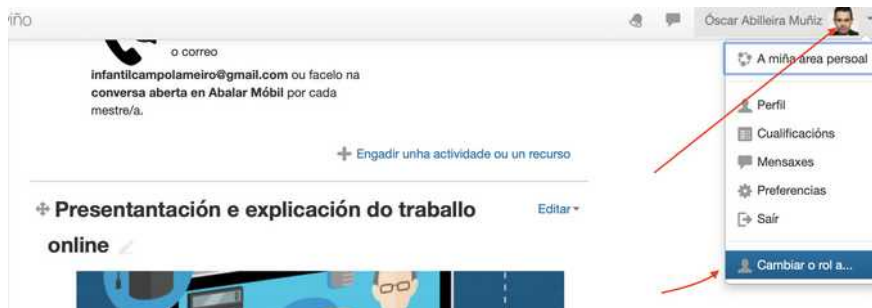 iño
Óscar Abilleira Muñiz
o correo
infantilcampolameiro@gmail.com ou facelo na
conversa aberta en Abalar Móbil por cada
mestre/a.
Engadir unha actividade ou un recurso
Presentantación e explicación do traballo
online
Editar
A miña área persoal
Perfil
Cualificacións
Mensaxes
Preferencias
Saír
Cambiar o rol a...